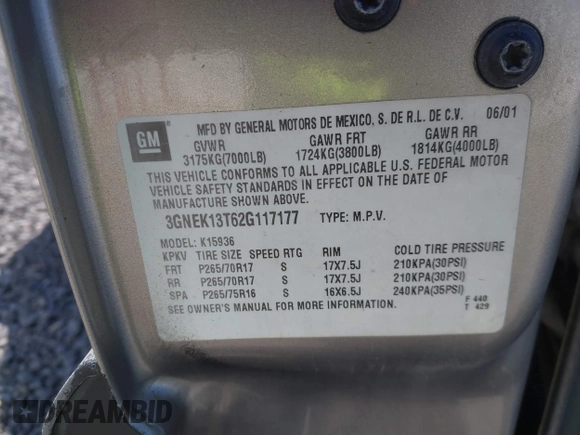 GM
MFD BY GENERAL MOTORS DE MEXICO, S. DE R.L. DE C.V. 06/01
GVWR GAWR FRT GAWR RR
3175KG(7000LB) 1724KG(3800LB) 1814KG(4000LB)
THIS VEHICLE CONFORMS TO ALL APPLICABLE U.S. FEDERAL MOTOR
VEHICLE SAFETY STANDARDS IN EFFECT ON THE DATE OF
MANUFACTURE SHOWN ABOVE.
3GNEK13T62G117177 TYPE: M.P.V.
MODEL: K15936
KPKV TIRE SIZE SPEED RTG RIM COLD TIRE PRESSURE
FRT P265/70R17 S 17X7.5J 210KPA(30PSI)
RR P265/70R17 S 17X7.5J 210KPA(30PSI)
SPA P265/75R16 S 16X6.5J 240KPA(35PSI)
SEE OWNER'S MANUAL FOR MORE INFORMATION.
F 440
T 429
DREAMBID